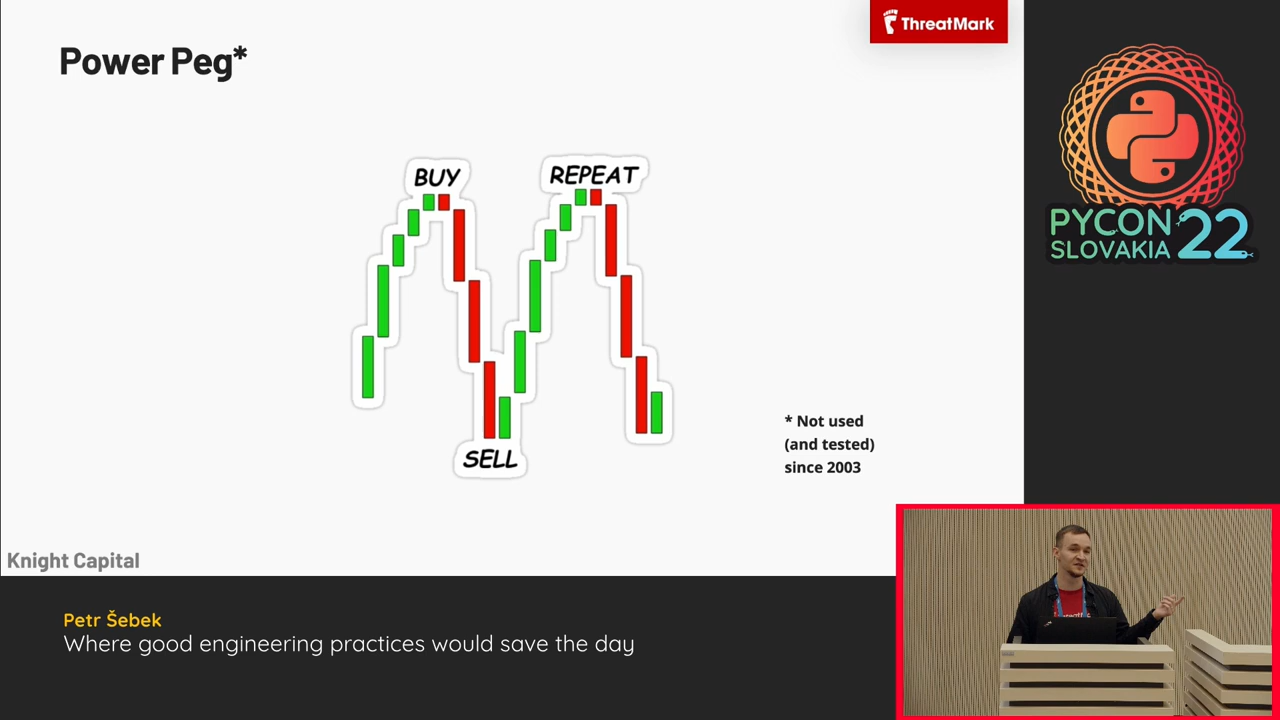 Power Peg*
ThreatMark
BUY
REPEAT
SELL
* Not used
(and tested)
since 2003
Knight Capital
PYCON
SLOVAKIA
22
Petr Šebek
Where good engineering practices would save the day